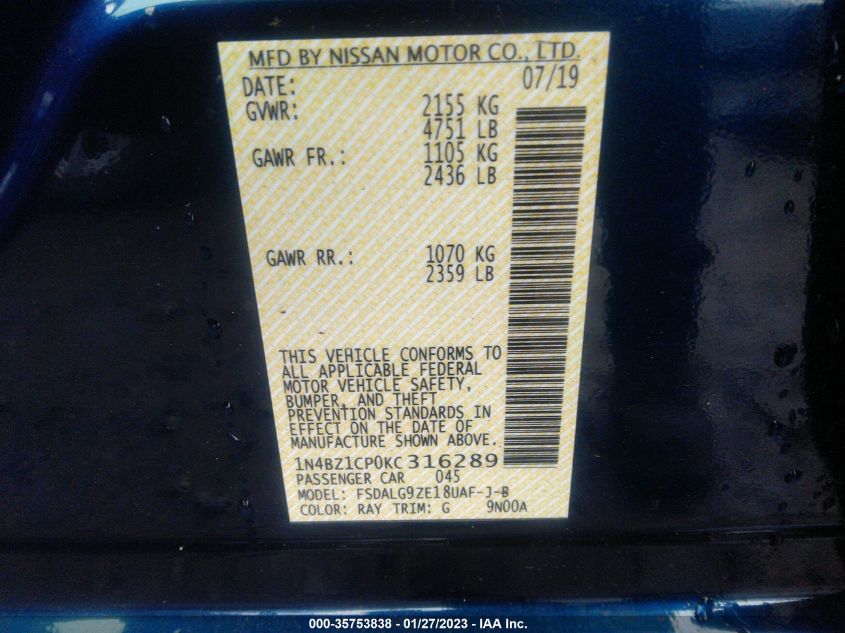 MFD BY NISSAN MOTOR CO., LTD.
DATE: 07/19
GVWR: 2155 KG
4751 LB
GAWR FR.: 1105 KG
2436 LB
GAWR RR.: 1070 KG
2359 LB
THIS VEHICLE CONFORMS TO
ALL APPLICABLE FEDERAL
MOTOR VEHICLE SAFETY,
BUMPER, AND THEFT
PREVENTION STANDARDS IN
EFFECT ON THE DATE OF
MANUFACTURE SHOWN ABOVE.
1N4BZ1CP0KC316289
PASSENGER CAR 045
MODEL: FSDALG9ZE18UAF-J-B
COLOR: RAY TRIM: G 9N00A
000-35753838 - 01/27/2023 - IAA Inc.